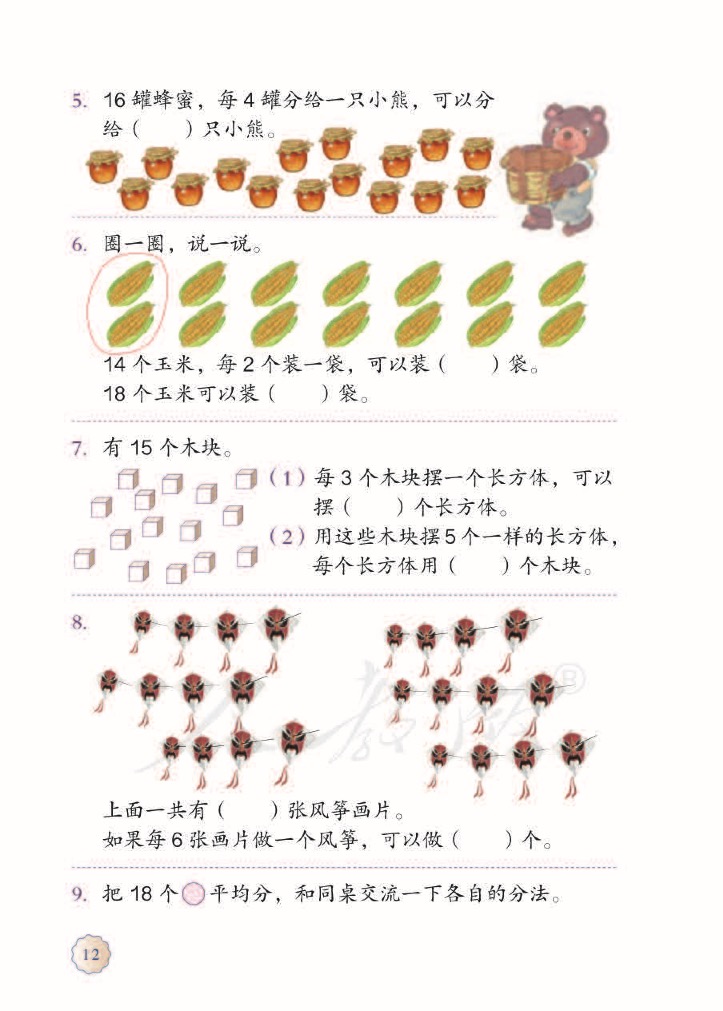 5. 16 罐蜂蜜，每 4 罐分给一只小熊，可以分
给（　　）只小熊。
6. 圈一圈，说一说。
14 个玉米，每 2 个装一袋，可以装（　　）袋。
18 个玉米可以装（　　）袋。
7. 有 15 个木块。
（1）每 3 个木块摆一个长方体，可以
摆（　　）个长方体。
（2）用这些木块摆 5 个一样的长方体，
每个长方体用（　　）个木块。
8.
上面一共有（　　）张风筝画片。
如果每 6 张画片做一个风筝，可以做（　　）个。
9. 把 18 个 平均分，和同桌交流一下各自的分法。
12